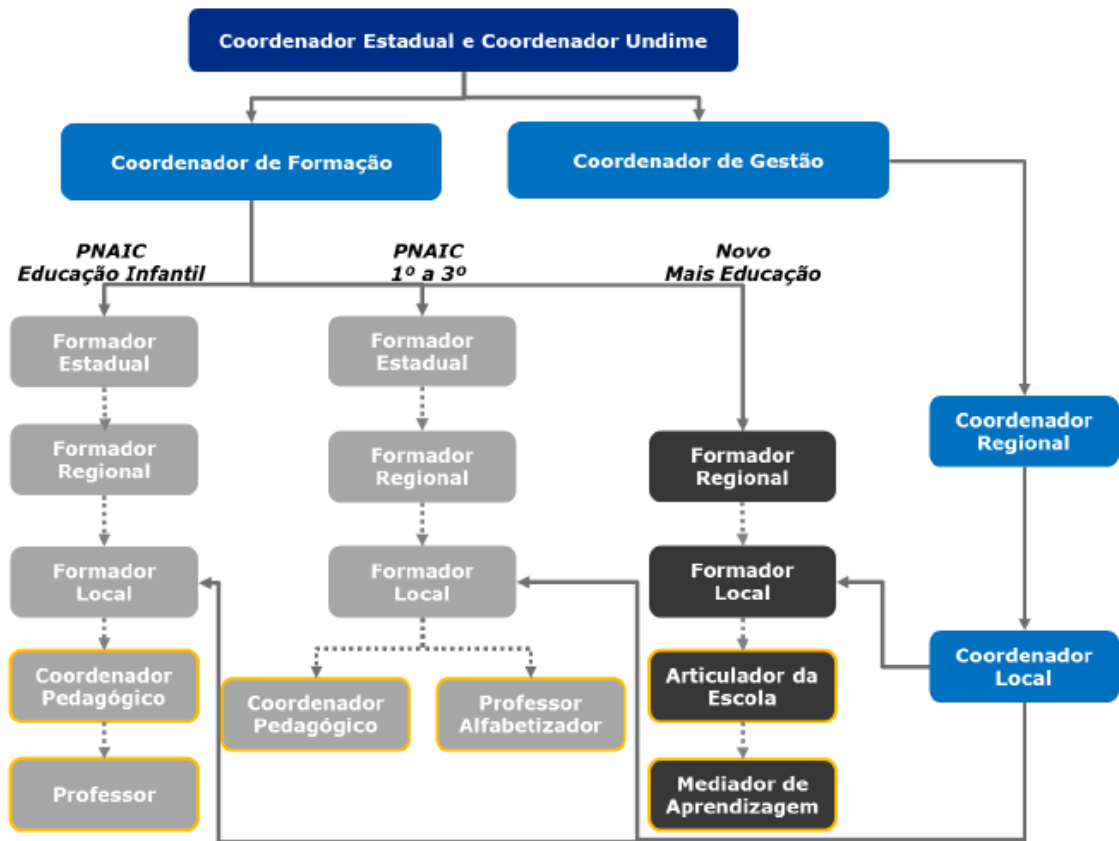 Coordenador Estadual e Coordenador Undime
Coordenador de Formação
Coordenador de Gestão
PNAIC
Educação Infantil
PNAIC
1º a 3º
Novo
Mais Educação
Formador
Estadual
Formador
Estadual
Coordenador
Regional
Formador
Regional
Formador
Regional
Formador
Regional
Formador
Local
Formador
Local
Formador
Local
Coordenador
Local
Coordenador
Pedagógico
Coordenador
Pedagógico
Professor
Alfabetizador
Articulador da
Escola
Professor
Mediador de
Aprendizagem